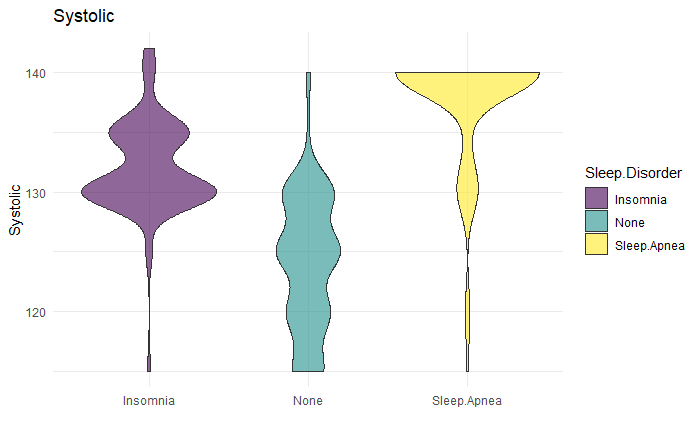 Systolic
140
130
120
Systolic
Insomnia
None
Sleep.Apnea
Sleep.Disorder
Insomnia
None
Sleep.Apnea